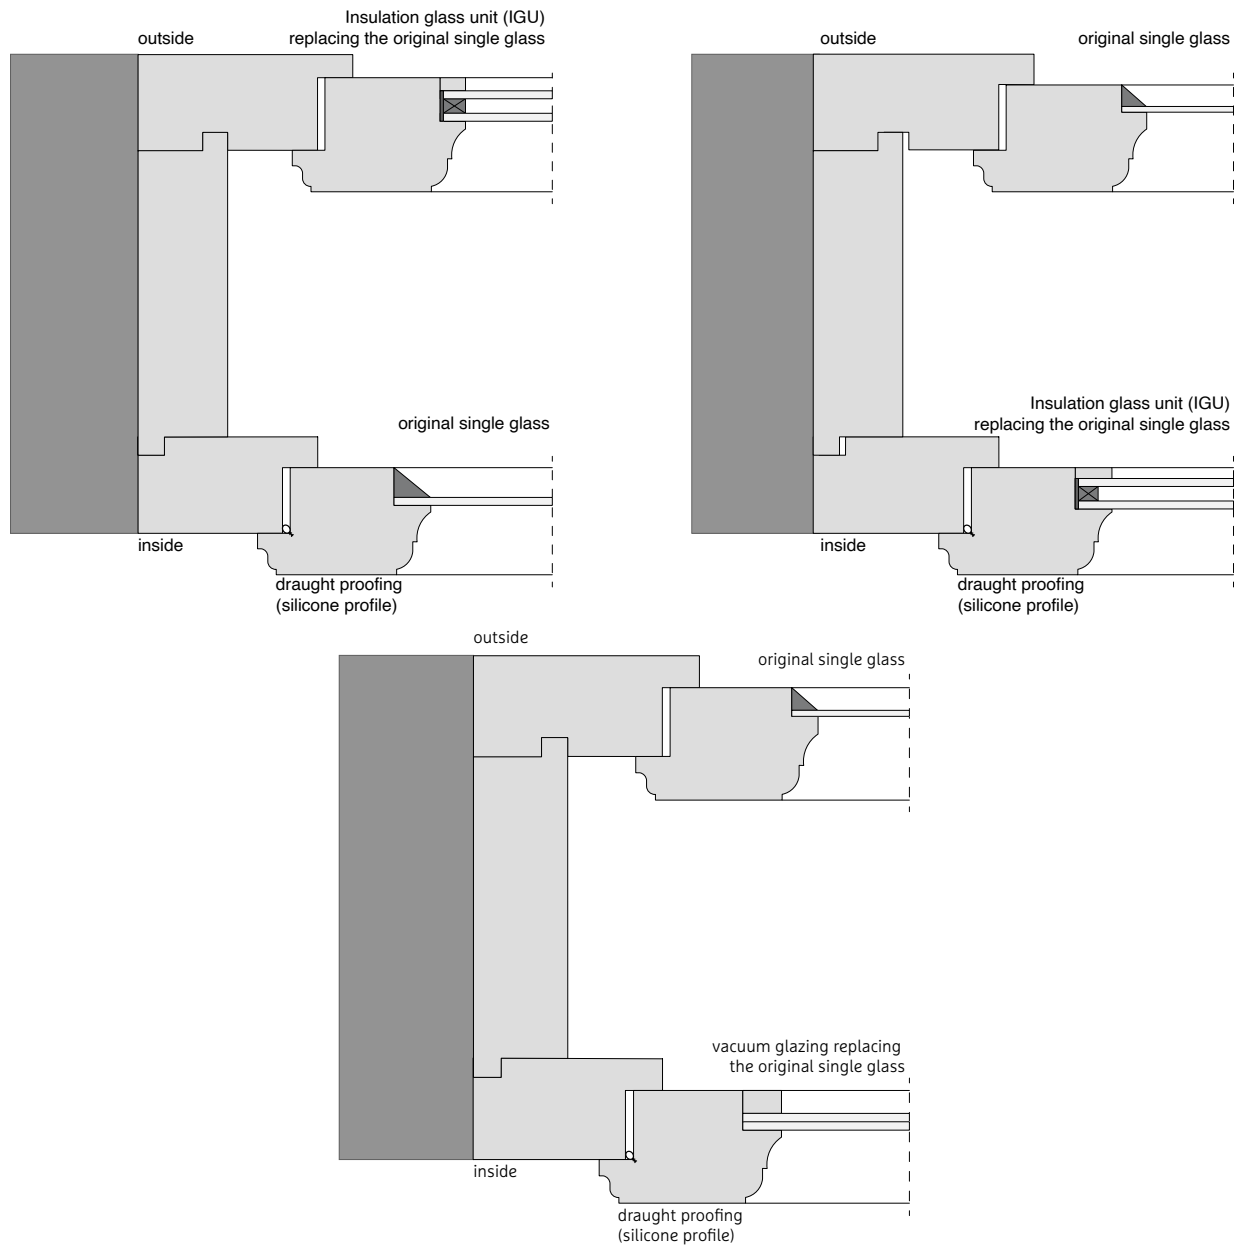 outside
Insulation glass unit (IGU)
replacing the original single glass
original single glass
inside
draught proofing
(silicone profile)
outside
original single glass
Insulation glass unit (IGU)
replacing the original single glass
inside
draught proofing
(silicone profile)
outside
original single glass
vacuum glazing replacing
the original single glass
inside
draught proofing
(silicone profile)